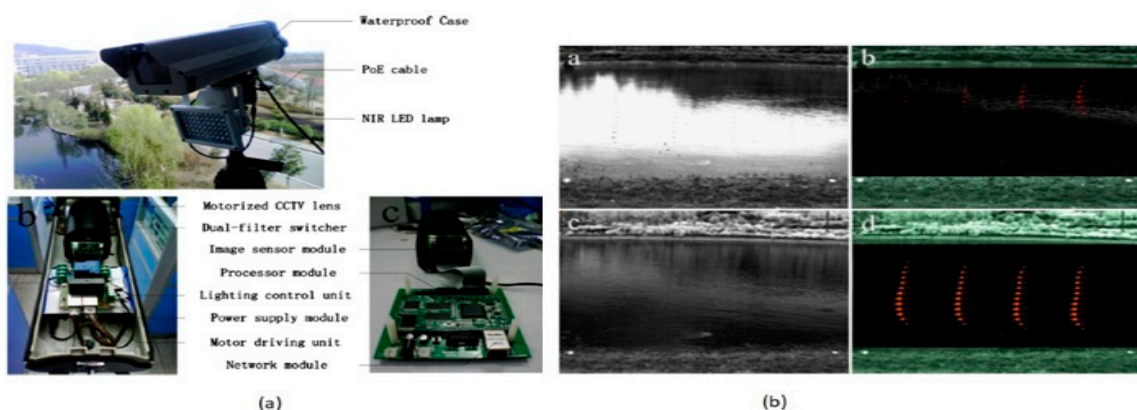 Waterproof Case
PoE cable
NIR LED lamp
b
Motorized CCTV lens
Dual-filter switcher
Image sensor module
Processor module
Lighting control unit
Power supply module
Motor driving unit
Network module
c
(a)
a
b
c
d
(b)